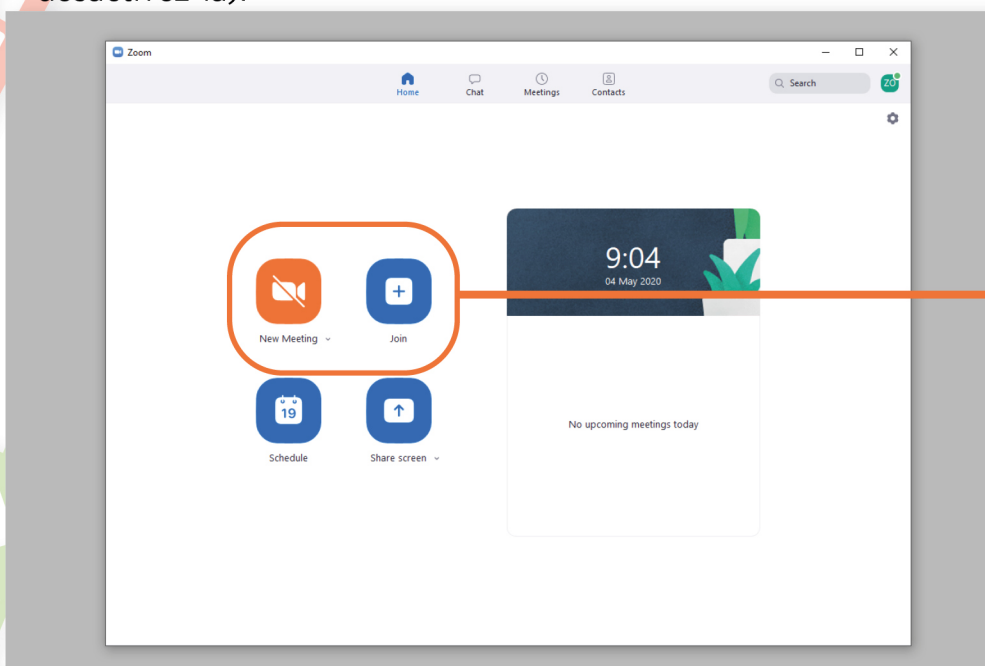 Zoom
Home
Chat
Meetings
Contacts
Search
ZO
9:04
04 May 2020
New Meeting
Join
19
Schedule
Share screen
No upcoming meetings today